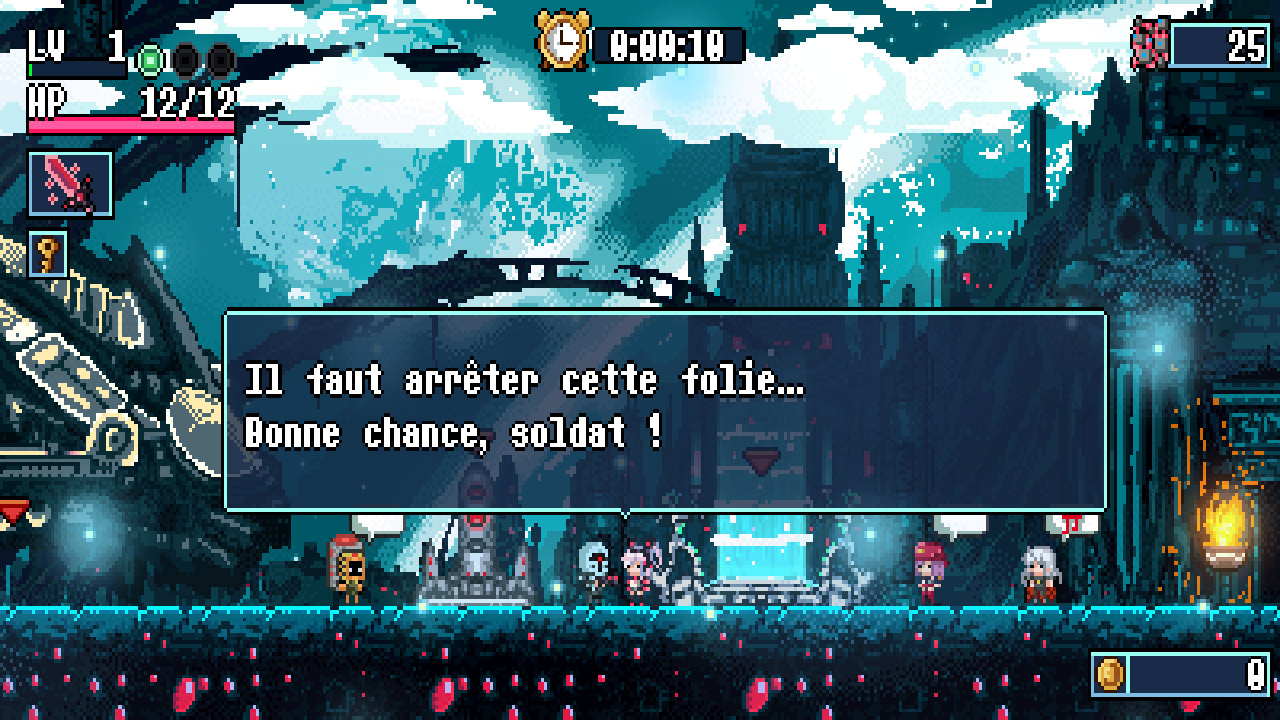 LV 1
0:00:10
25
HP 12/12
Il faut arrêter cette folie...
Bonne chance, soldat !
0